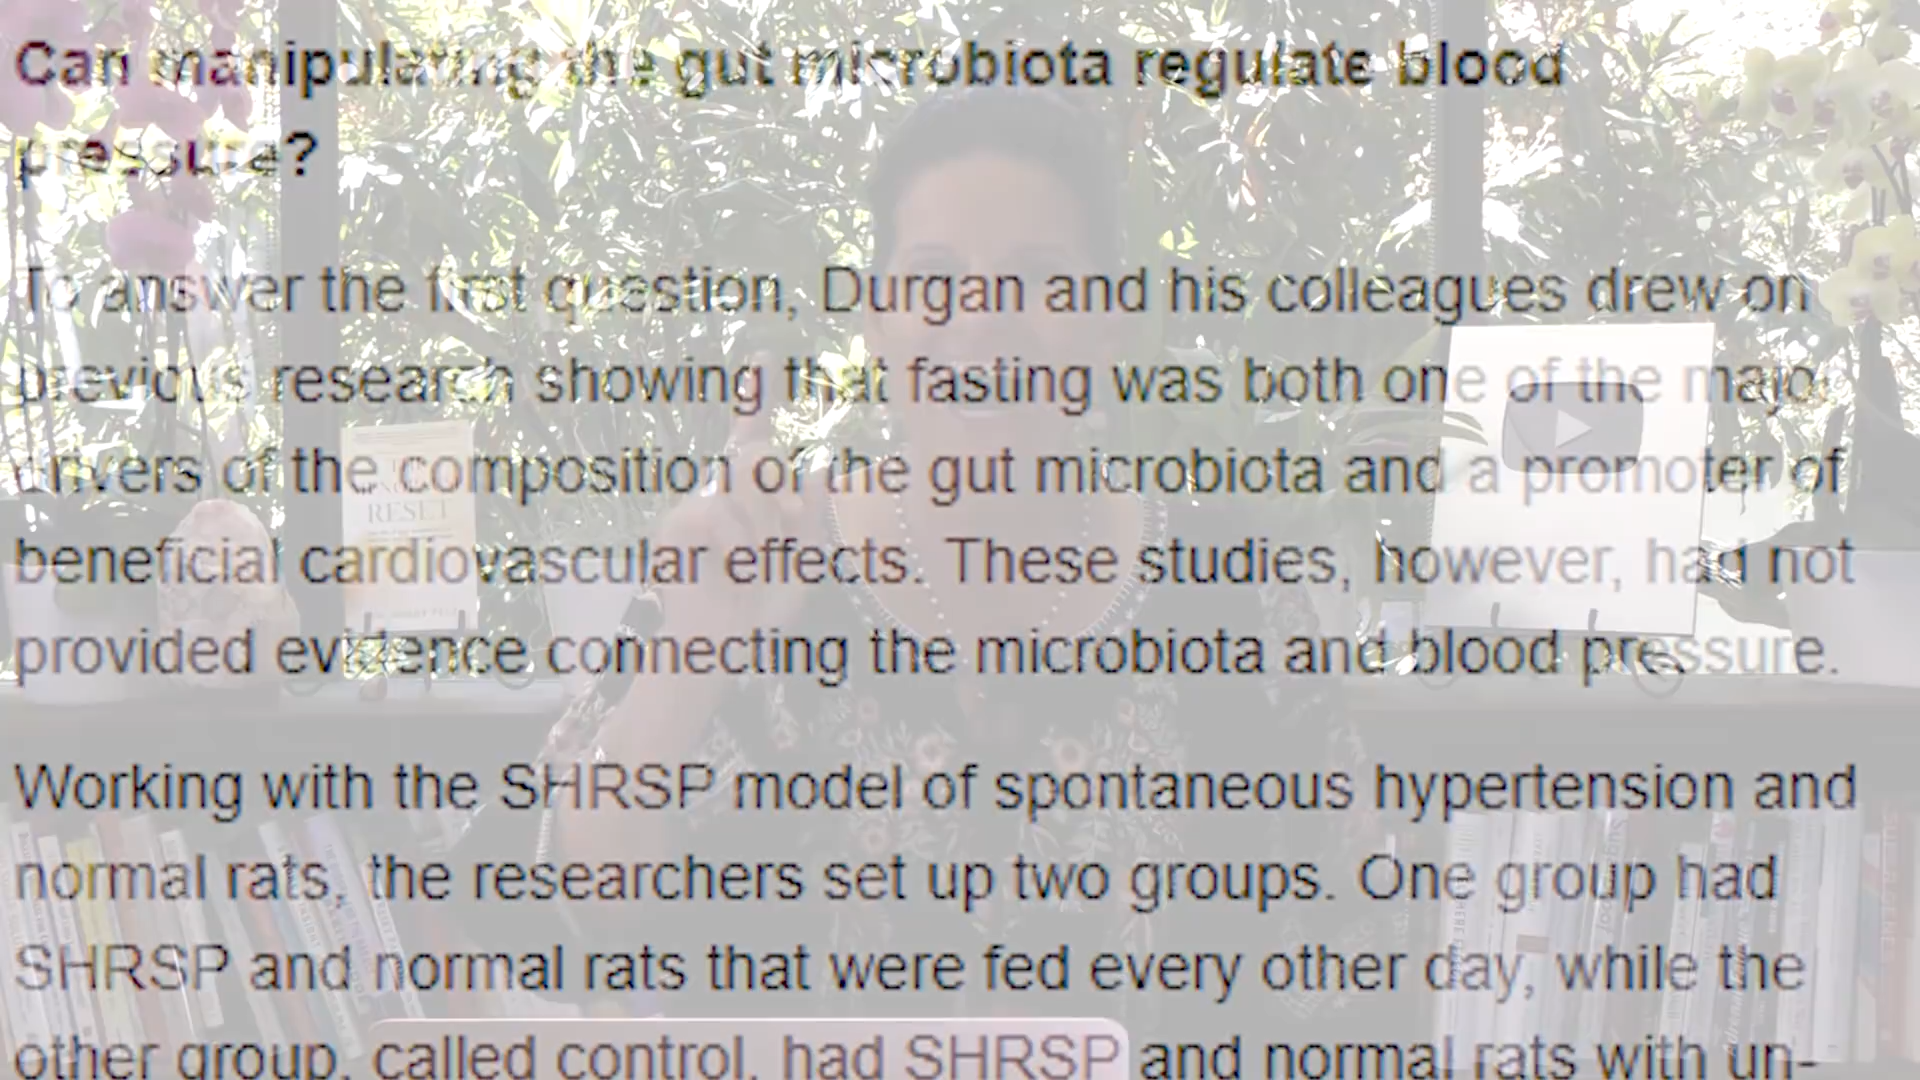 Can manipulating the gut microbiota regulate blood
pressure?
To answer the first question, Durgan and his colleagues drew on
previous research showing that fasting was both one of the major
drivers of the composition of the gut microbiota and a promoter of
beneficial cardiovascular effects. These studies, however, had not
provided evidence connecting the microbiota and blood pressure.
Working with the SHRSP model of spontaneous hypertension and
normal rats, the researchers set up two groups. One group had
SHRSP and normal rats that were fed every other day, while the
other group, called control, had SHRSP and normal rats with un-
RESET